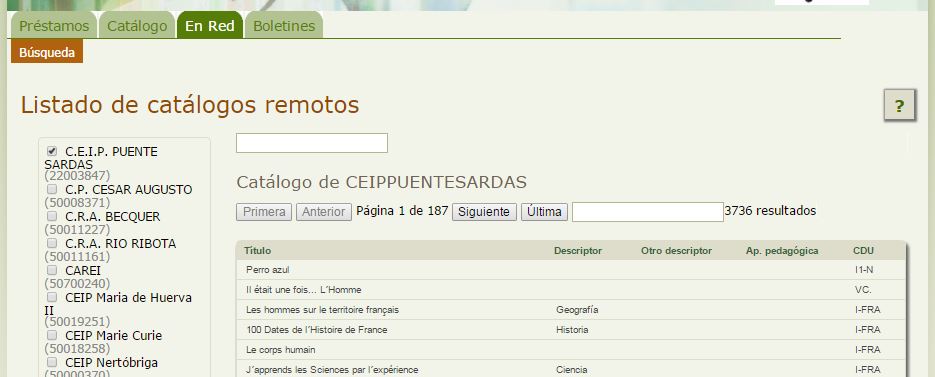 Préstamos Catálogo En Red Boletines
Búsqueda
Listado de catálogos remotos
?
C.E.I.P. PUENTE
SARDAS
(22003847)
C.P. CESAR AUGUSTO
(50008371)
C.R.A. BECQUER
(50011227)
C.R.A. RIO RIBOTA
(50011161)
CAREI
(50700240)
CEIP Maria de Huerva
II
(50019251)
CEIP Marie Curie
(50018258)
CEIP Nertóbriga
(50000370)
Catálogo de CEIPPUENTESARDAS
Primera Anterior Página 1 de 187 Siguiente Última 3736 resultados
Título Descriptor Otro descriptor Ap. pedagógica CDU
Perro azul I1-N
Il était une fois... L´Homme VC.
Les hommes sur le territoire français Geografía I-FRA
100 Dates de l´Histoire de France Historia I-FRA
Le corps humain I-FRA
J´apprends les Sciences par l´expérience Ciencia I-FRA